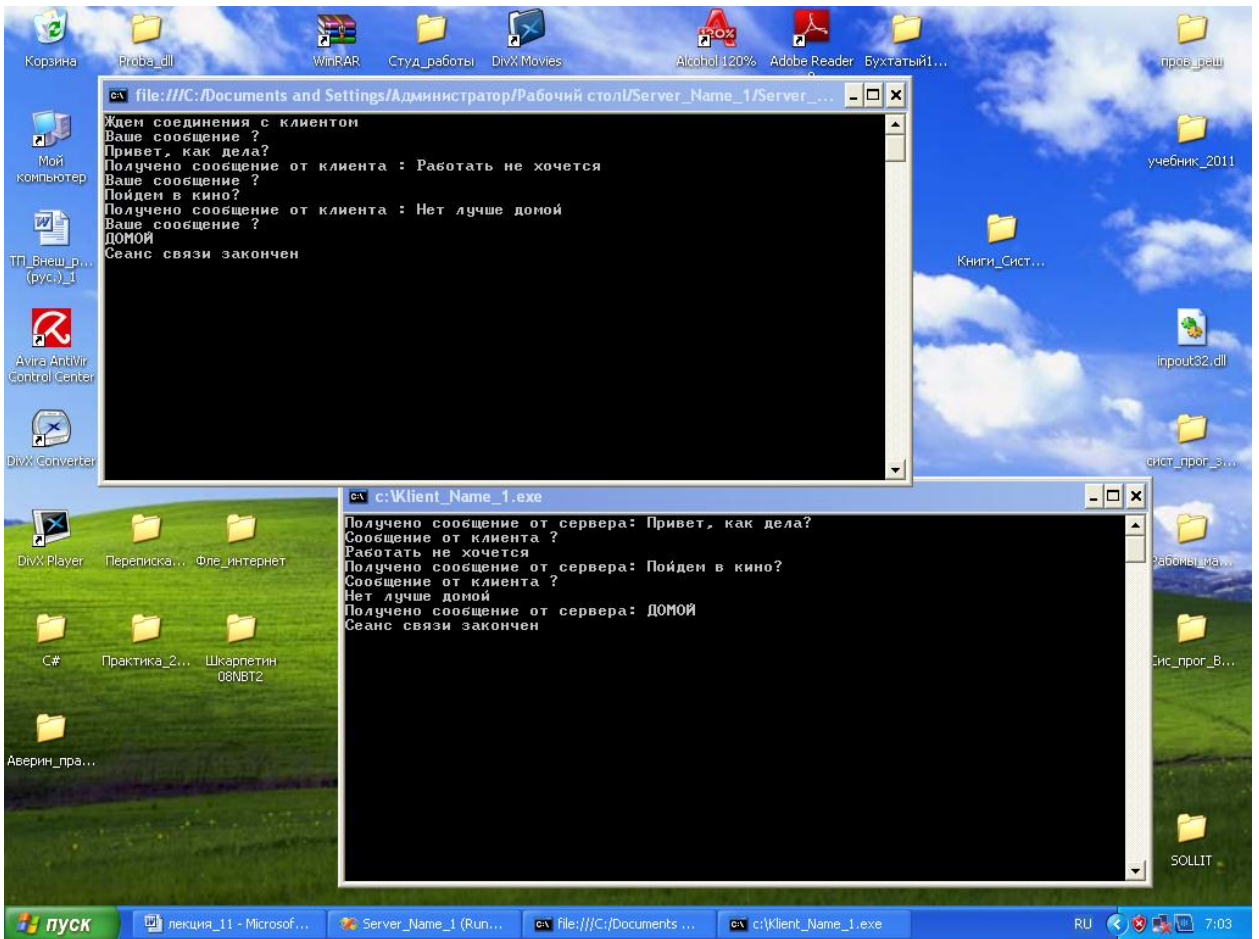 Корзина
Proba_dll
WinRAR
Студ_работы
DivX Movies
Alcohol 120%
Adobe Reader
9
Бухтатый1...
пров_реш
file:///C:/Documents and Settings/Администратор/Рабочий стол1/Server_Name_1/Server_...
Ждем соединения с клиентом
Ваше сообщение ?
Привет, как дела?
Получено сообщение от клиента : Работать не хочется
Ваше сообщение ?
Пойдем в кино?
Получено сообщение от клиента : Нет лучше домой
Ваше сообщение ?
ДОМОЙ
Сеанс связи закончен
Мой
компьютер
учебник_2011
ТП_Внеш_р...
(рус.)_1
Книги_Сист...
Avira AntiVir
Control Center
inpout32.dll
DivX Converter
сист_прог_з...
c:\Klient_Name_1.exe
Получено сообщение от сервера: Привет, как дела?
Сообщение от клиента ?
Работать не хочется
Получено сообщение от сервера: Пойдем в кино?
Сообщение от клиента ?
Нет лучше домой
Получено сообщение от сервера: ДОМОЙ
Сеанс связи закончен
DivX Player
Переписка...
Фле_интернет
C#
Практика_2...
Шкарпетин
08NBT2
Сис_прог_В...
Аверин_пра...
SOLLIT
пуск
лекция_11 - Microsof...
Server_Name_1 (Run...
file:///C:/Documents ...
c:\Klient_Name_1.exe
RU
7:03